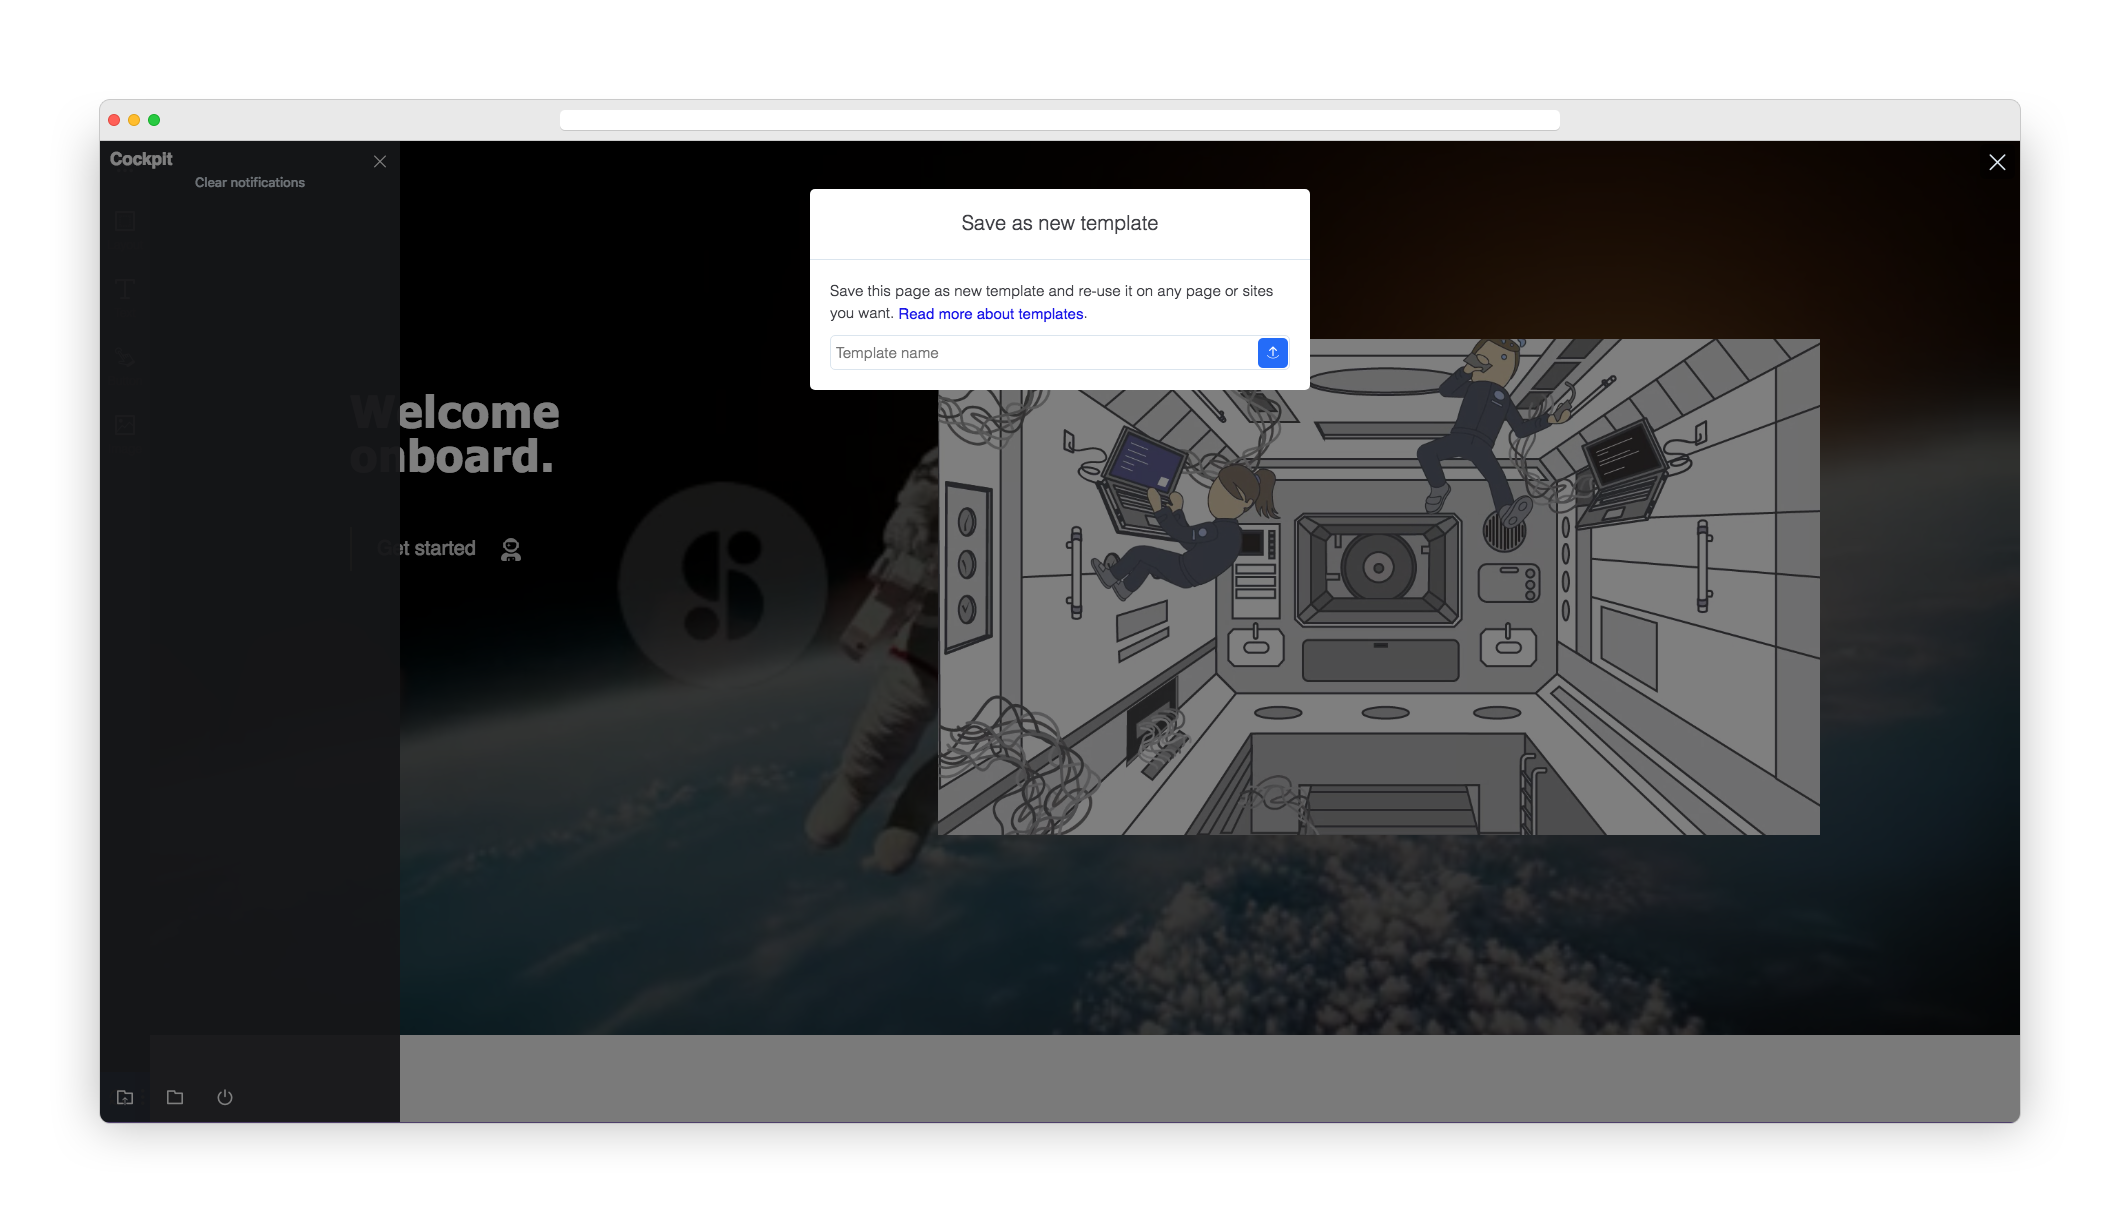 Cockpit
Clear notifications
Save as new template
Save this page as new template and re-use it on any page or sites
you want. Read more about templates.
Template name
Welcome
onboard.
Get started